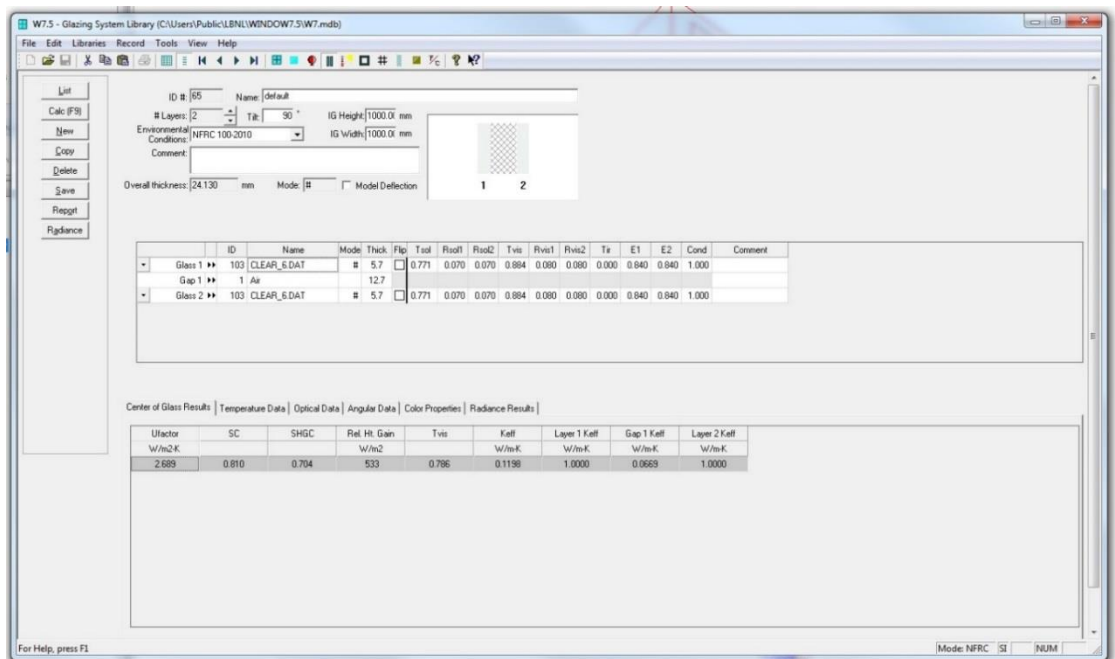 W7.5 - Glazing System Library (C:\Users\Public\LBNL\WINDOW7.5\W7.mdb)
File Edit Libraries Record Tools View Help
List
Calc (F9)
New
Copy
Delete
Save
Report
Radiance
ID #: 65 Name: default
# Layers: 2 Tilt: 90 ° IG Height: 1000.00 mm
Environmental Conditions: NFRC 100-2010 IG Width: 1000.00 mm
Comment:
Overall thickness: 24.130 mm Mode: # Model Deflection
1 2
ID Name Mode Thick Flip Tsol Rsol1 Rsol2 Tvis Rvis1 Rvis2 Tir E1 E2 Cond Comment
Glass 1 103 CLEAR_6.DAT # 5.7 0.771 0.070 0.070 0.884 0.080 0.080 0.000 0.840 0.840 1.000
Gap 1 1 Air 12.7
Glass 2 103 CLEAR_6.DAT # 5.7 0.771 0.070 0.070 0.884 0.080 0.080 0.000 0.840 0.840 1.000
Center of Glass Results Temperature Data Optical Data Angular Data Color Properties Radiance Results
Ufactor SC SHGC Rel. Ht. Gain Tvis Keff Layer 1 Keff Gap 1 Keff Layer 2 Keff
W/m2-K W/m2 W/m-K W/m-K W/m-K W/m-K
2.689 0.810 0.704 533 0.786 0.1198 1.0000 0.0669 1.0000
For Help, press F1 Mode: NFRC SI NUM